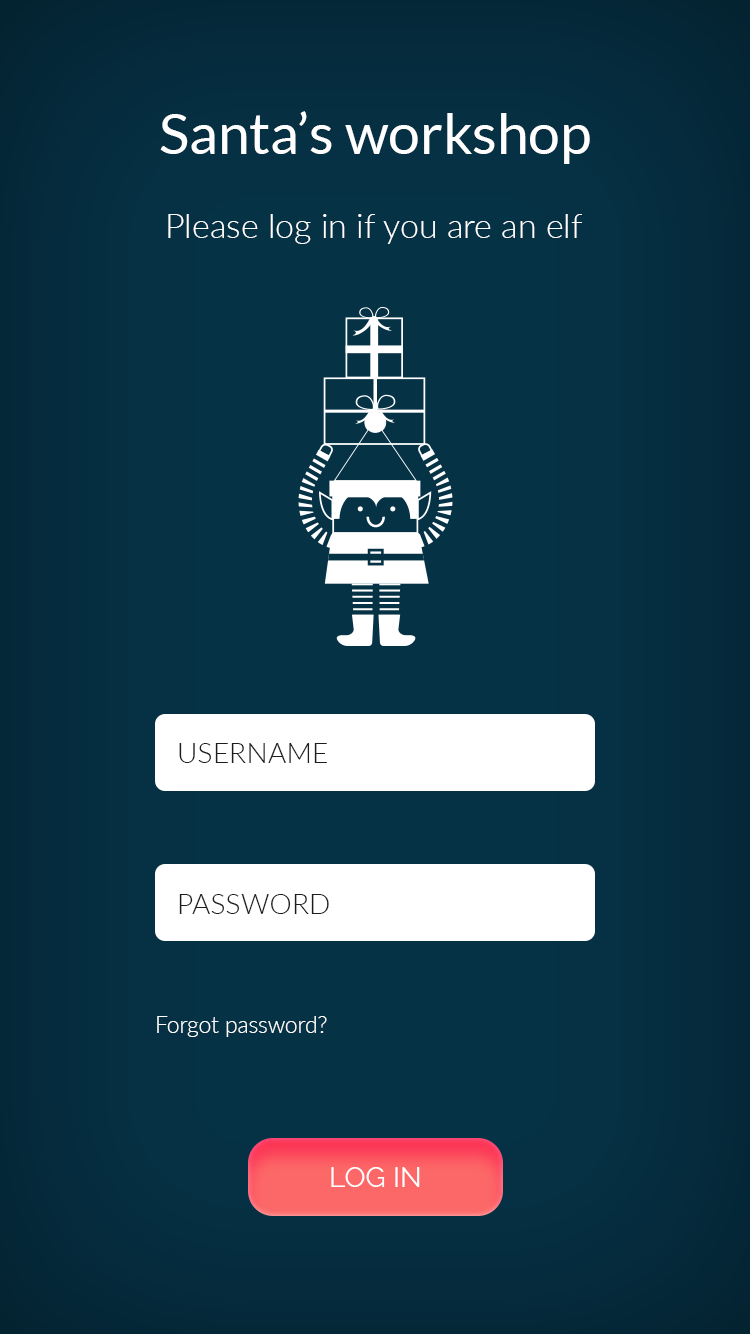 Santa’s workshop
Please log in if you are an elf
USERNAME
PASSWORD
Forgot password?
LOG IN